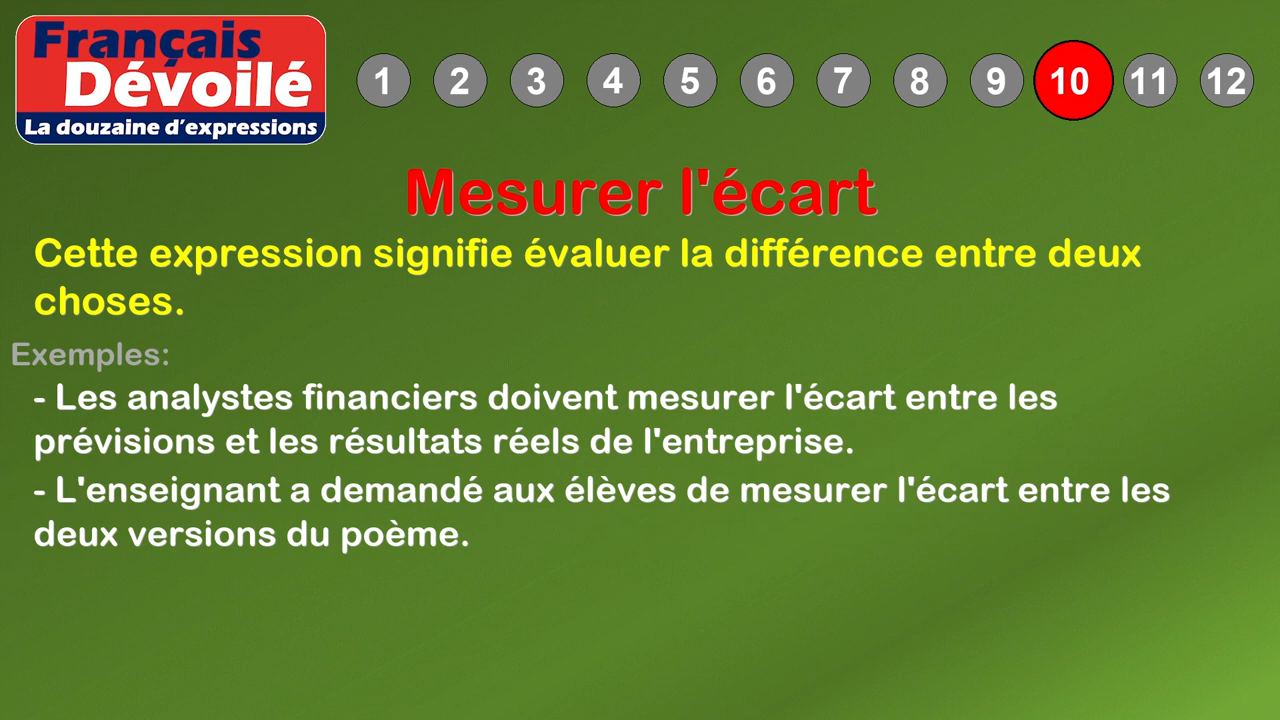 Français
Dévoilé
La douzaine d'expressions
1 2 3 4 5 6 7 8 9 10 11 12
Mesurer l'écart
Cette expression signifie évaluer la différence entre deux
choses.
Exemples:
- Les analystes financiers doivent mesurer l'écart entre les
prévisions et les résultats réels de l'entreprise.
- L'enseignant a demandé aux élèves de mesurer l'écart entre les
deux versions du poème.